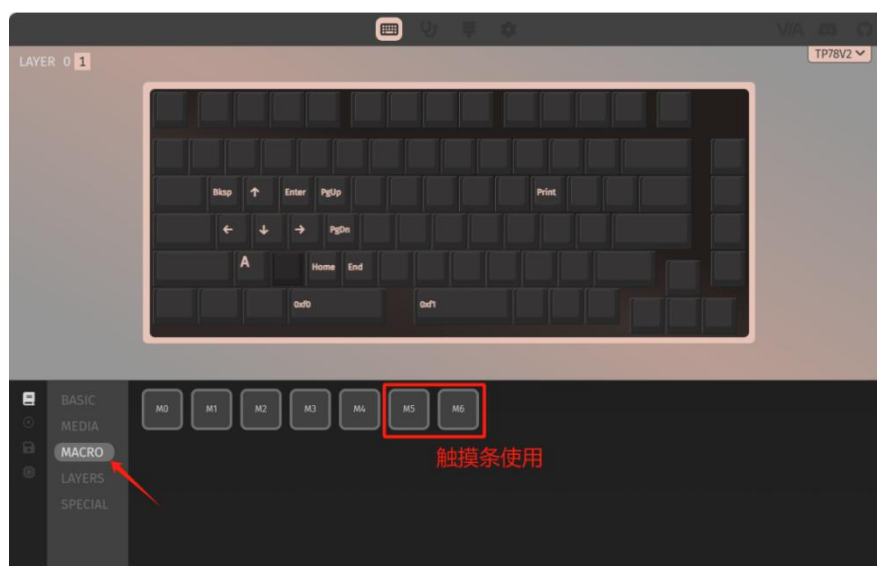 VIA
LAYER 0 1
TP78V2
Bksp ↑ Enter PgUp Print
← ↓ → PgDn
A Home End
0xf0 0xf1
BASIC
MEDIA
MACRO
LAYERS
SPECIAL
M0 M1 M2 M3 M4 M5 M6
触摸条使用